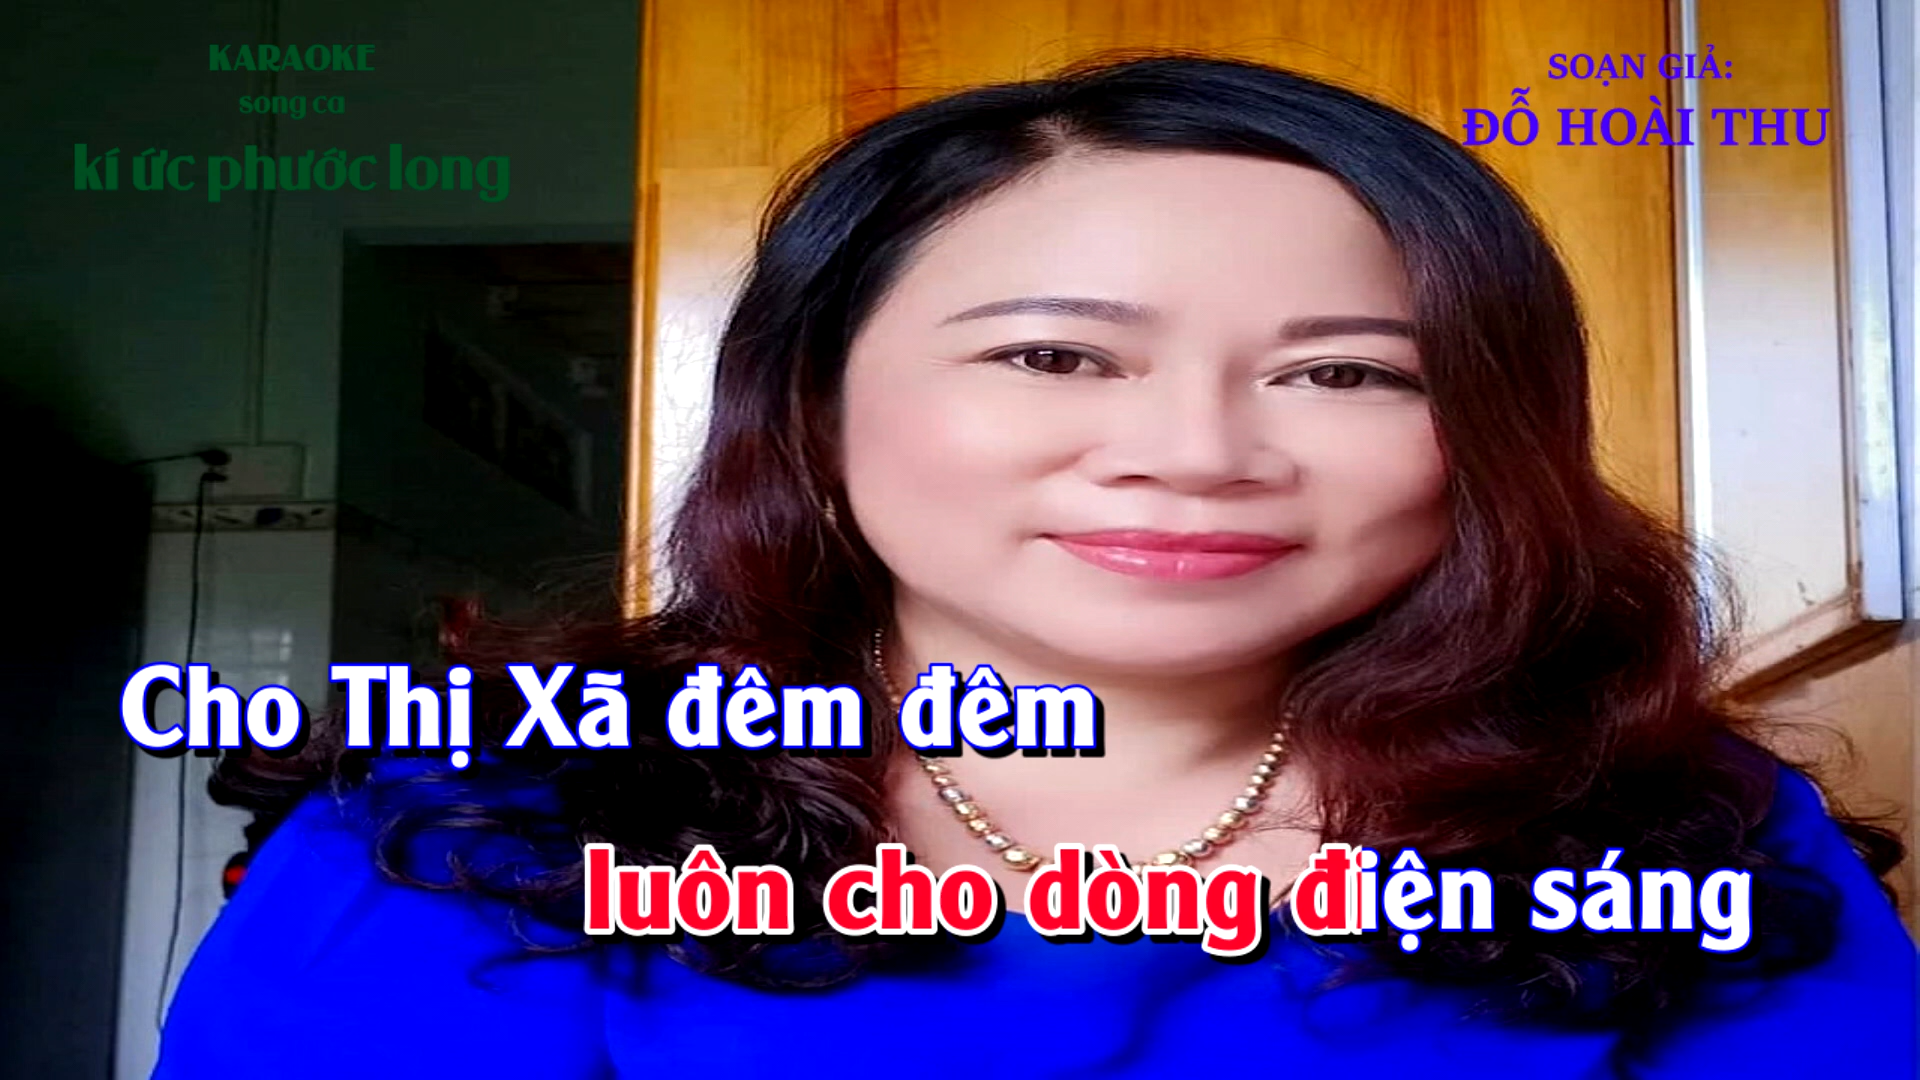 KARAOKE
song ca
kí ức phước long
SOẠN GIẢ:
ĐỖ HOÀI THU
Cho Thị Xã đêm đêm
luôn cho dòng điện sáng